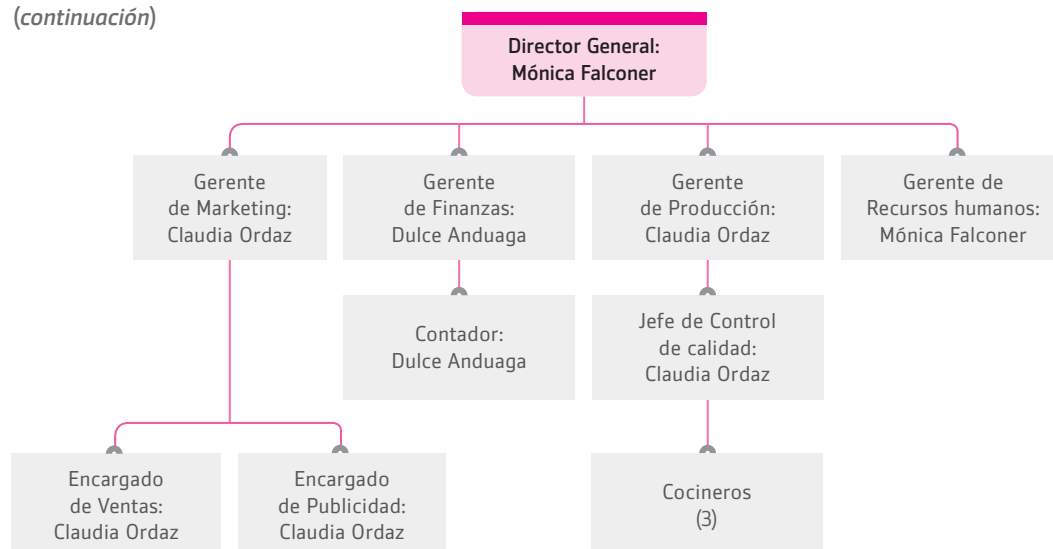 (continuación)
Director General:
Mónica Falconer
Gerente
de Marketing:
Claudia Ordaz
Gerente
de Finanzas:
Dulce Anduaga
Gerente
de Producción:
Claudia Ordaz
Gerente de
Recursos humanos:
Mónica Falconer
Contador:
Dulce Anduaga
Jefe de Control
de calidad:
Claudia Ordaz
Encargado
de Ventas:
Claudia Ordaz
Encargado
de Publicidad:
Claudia Ordaz
Cocineros
(3)